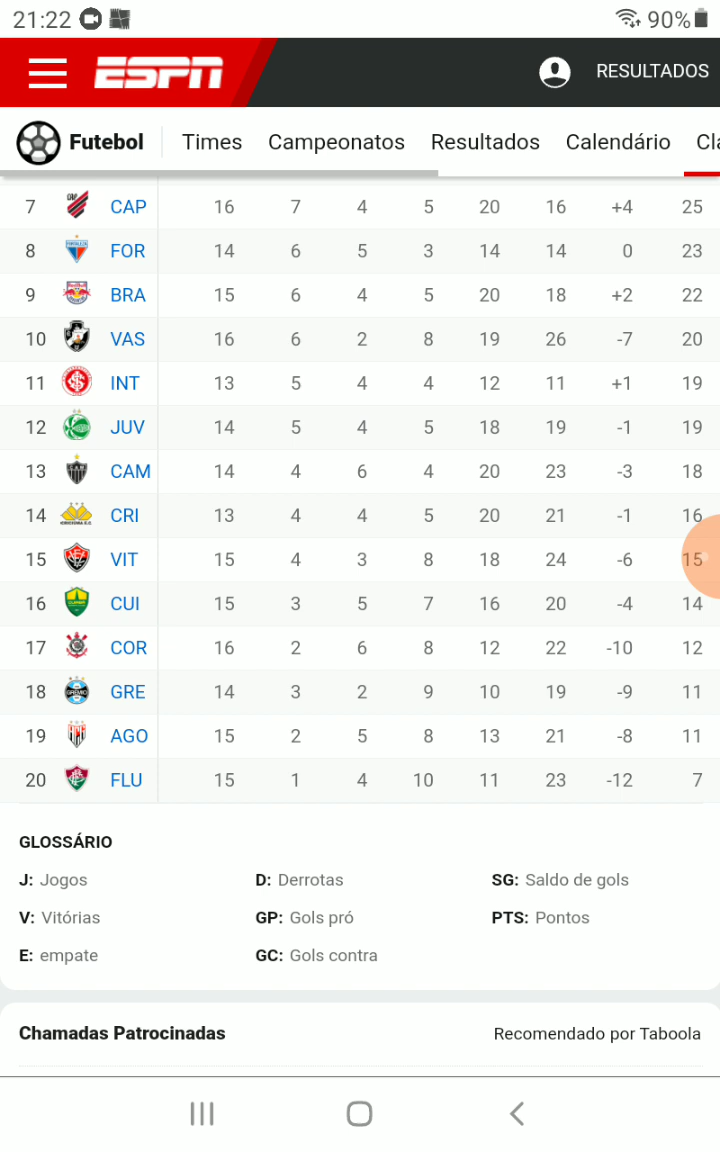 21:22 90%
ESPN RESULTADOS
Futebol Times Campeonatos Resultados Calendário Cla
7 CAP 16 7 4 5 20 16 +4 25
8 FOR 14 6 5 3 14 14 0 23
9 BRA 15 6 4 5 20 18 +2 22
10 VAS 16 6 2 8 19 26 -7 20
11 INT 13 5 4 4 12 11 +1 19
12 JUV 14 5 4 5 18 19 -1 19
13 CAM 14 4 6 4 20 23 -3 18
14 CRI 13 4 4 5 20 21 -1 16
15 VIT 15 4 3 8 18 24 -6 15
16 CUI 15 3 5 7 16 20 -4 14
17 COR 16 2 6 8 12 22 -10 12
18 GRE 14 3 2 9 10 19 -9 11
19 AGO 15 2 5 8 13 21 -8 11
20 FLU 15 1 4 10 11 23 -12 7
GLOSSÁRIO
J: Jogos D: Derrotas SG: Saldo de gols
V: Vitórias GP: Gols pró PTS: Pontos
E: empate GC: Gols contra
Chamadas Patrocinadas Recomendado por Taboola